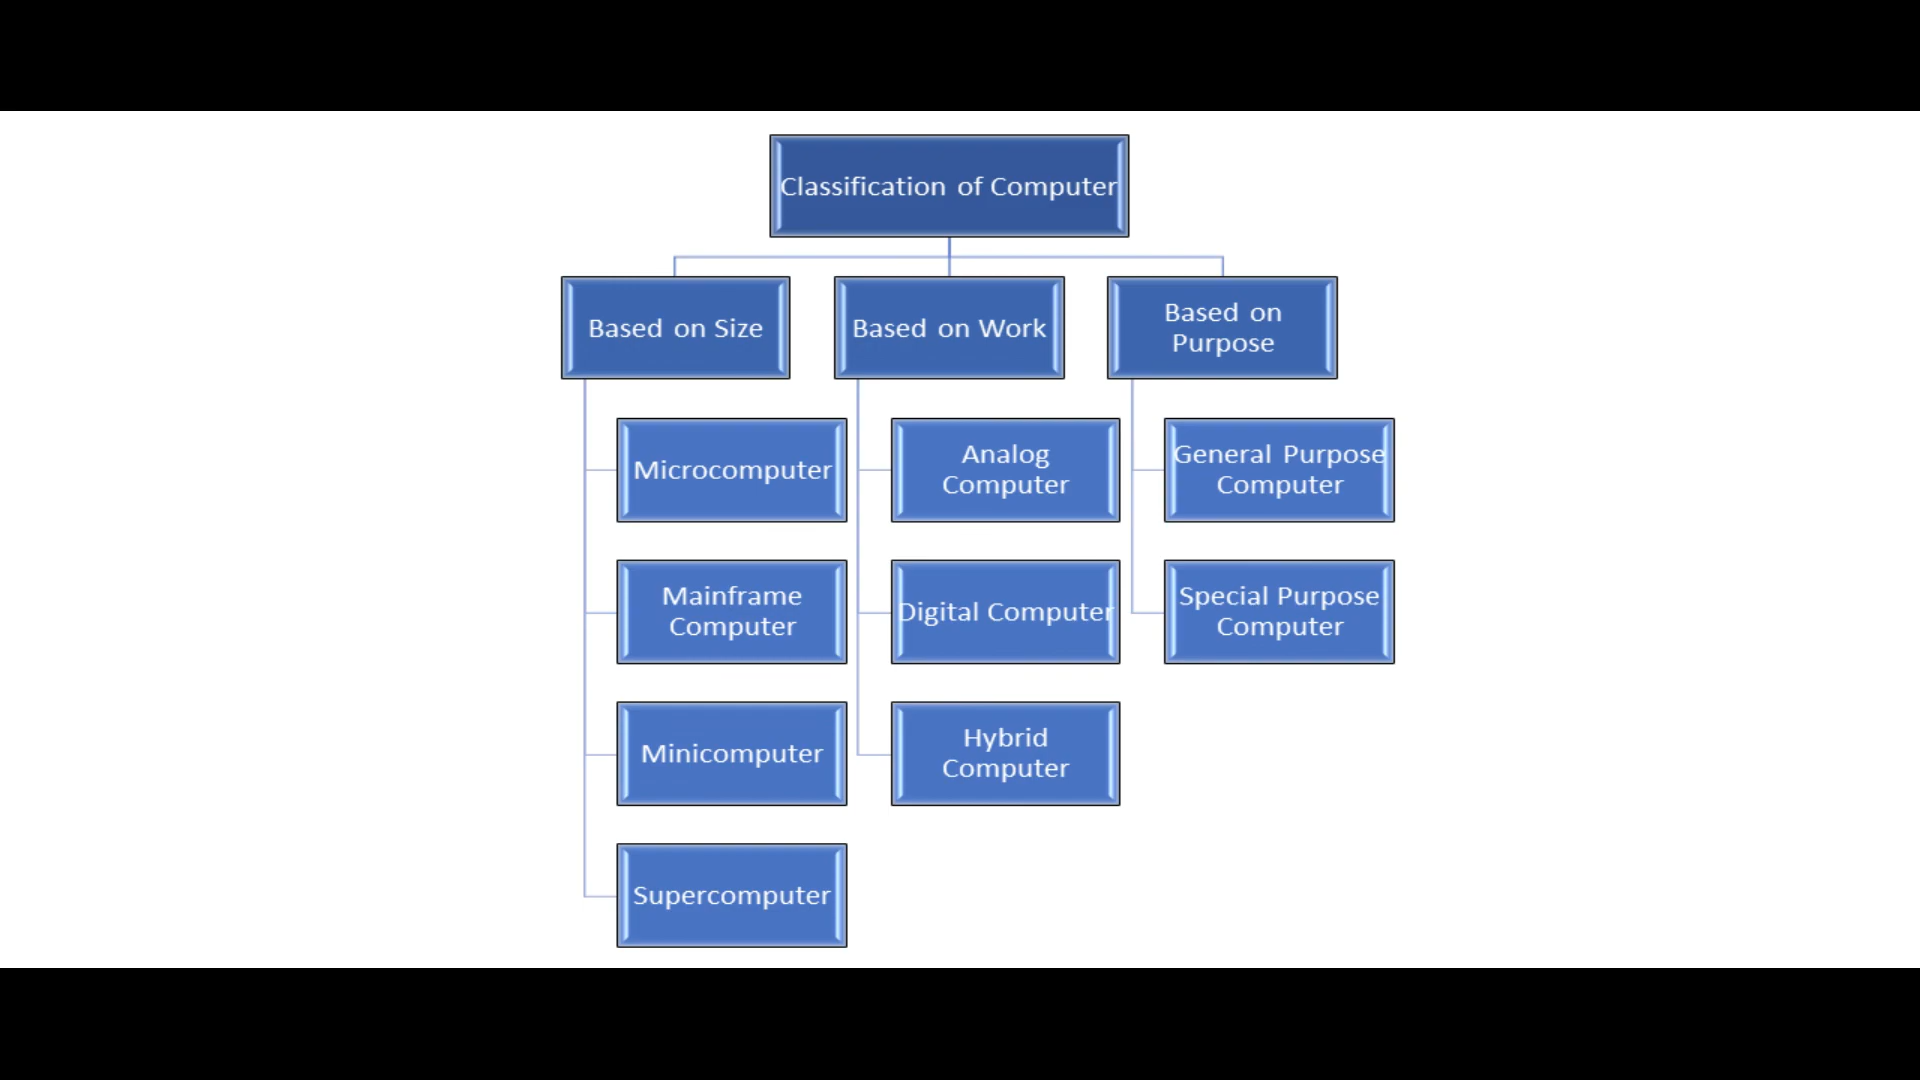 Classification of Computer
Based on Size
Based on Work
Based on
Purpose
Microcomputer
Analog
Computer
General Purpose
Computer
Mainframe
Computer
Digital Computer
Special Purpose
Computer
Minicomputer
Hybrid
Computer
Supercomputer